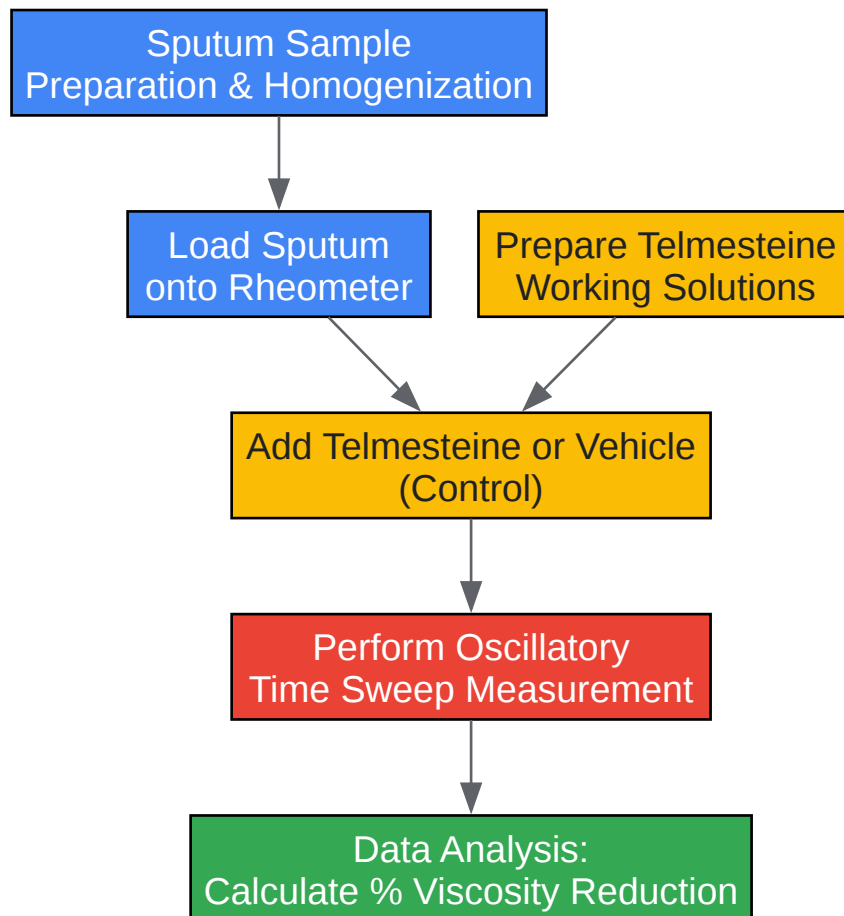 Sputum Sample
Preparation & Homogenization
Load Sputum
onto Rheometer
Prepare Telmesteine
Working Solutions
Add Telmesteine or Vehicle
(Control)
Perform Oscillatory
Time Sweep Measurement
Data Analysis:
Calculate % Viscosity Reduction